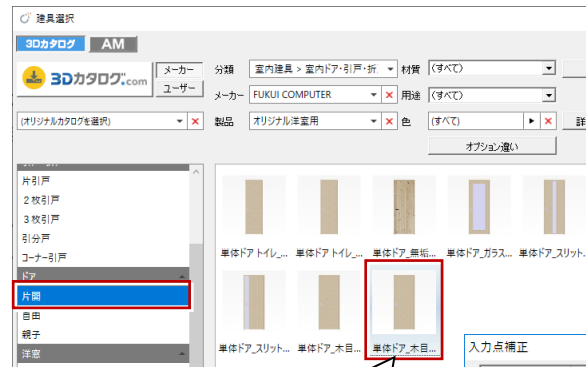 建具選択
3Dカタログ AM
3Dカタログ.com
メーカー
ユーザー
分類 室内建具 > 室内ドア・引戸・折 材質 (すべて)
メーカー FUKUI COMPUTER 用途 (すべて)
(オリジナルカタログを選択) 製品 オリジナル洋室用 色 (すべて) 詳
オプション違い
片引戸
2枚引戸
3枚引戸
引分戸
コーナー引戸
ドア
片開
自由
親子
洋窓
単体ドアトイレ_... 単体ドアトイレ_... 単体ドア_無垢... 単体ドア_ガラス... 単体ドア_スリット...
単体ドア_スリット... 単体ドア_木目... 単体ドア_木目...
入力点補正